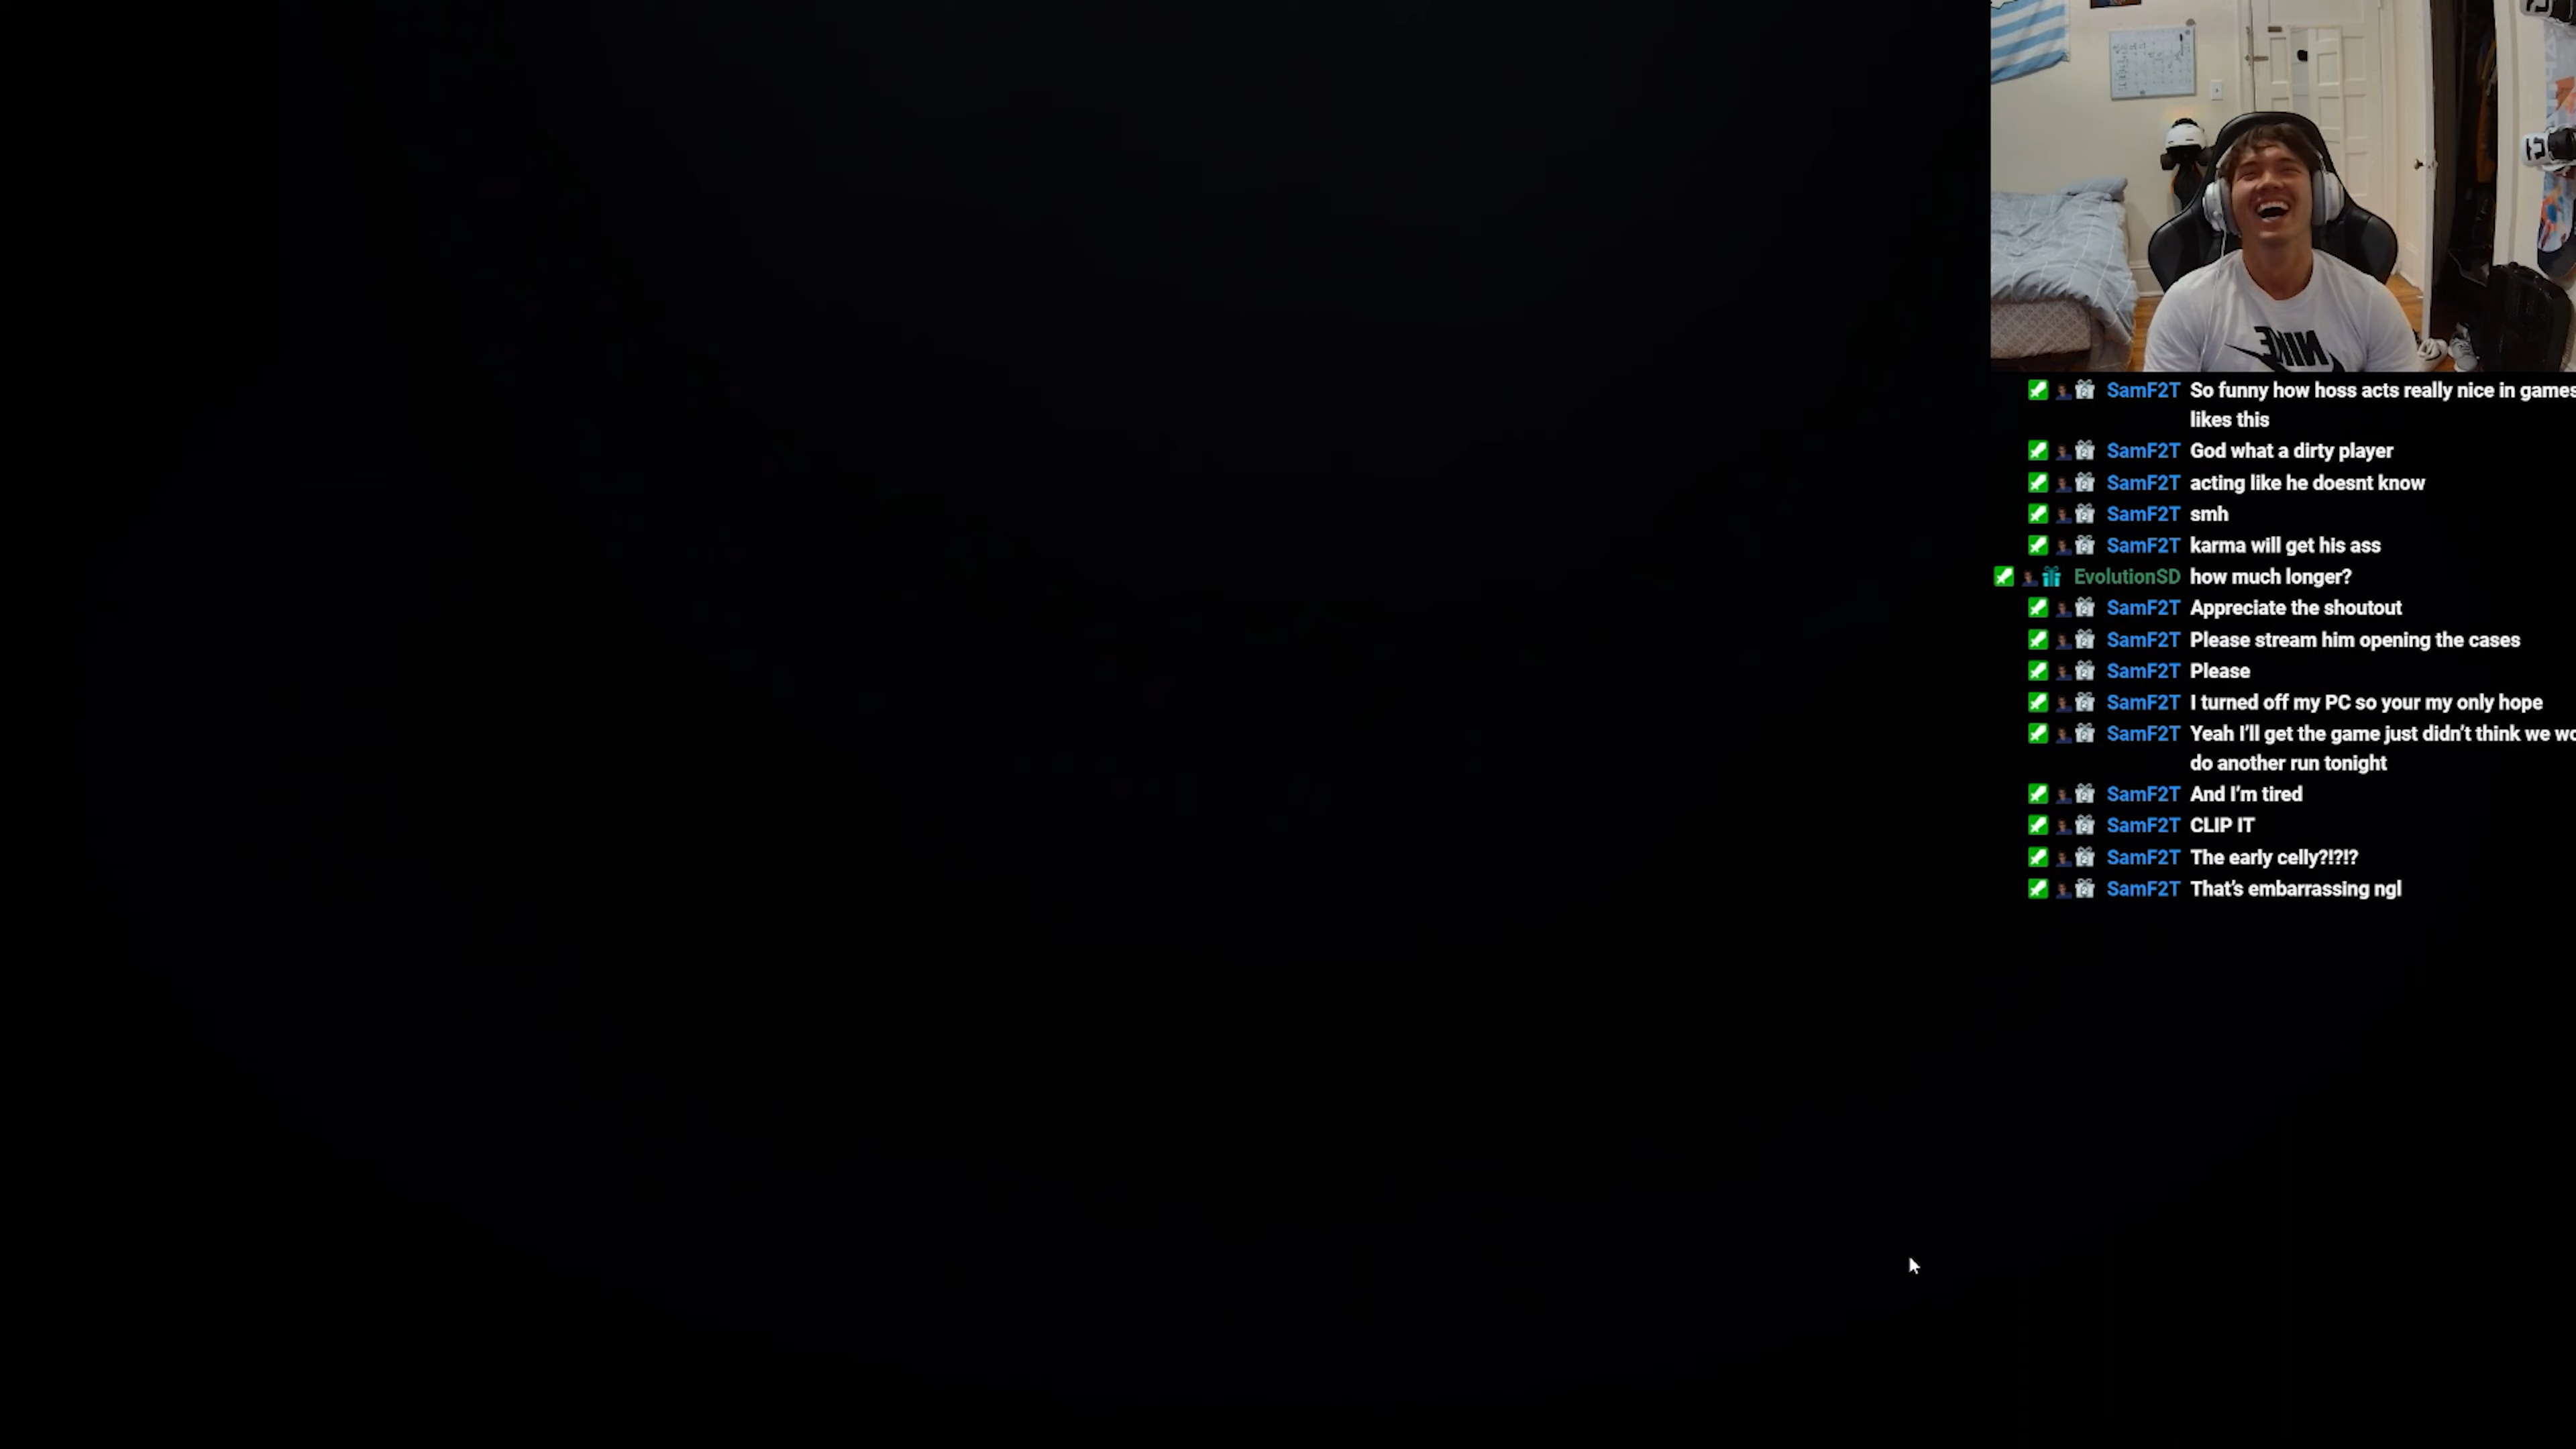 NIKE
SamF2T So funny how hoss acts really nice in games
likes this
SamF2T God what a dirty player
SamF2T acting like he doesnt know
SamF2T smh
SamF2T karma will get his ass
EvolutionSD how much longer?
SamF2T Appreciate the shoutout
SamF2T Please stream him opening the cases
SamF2T Please
SamF2T I turned off my PC so your my only hope
SamF2T Yeah I’ll get the game just didn’t think we
do another run tonight
SamF2T And I’m tired
SamF2T CLIP IT
SamF2T The early celly?!?!?
SamF2T That’s embarrassing ngl